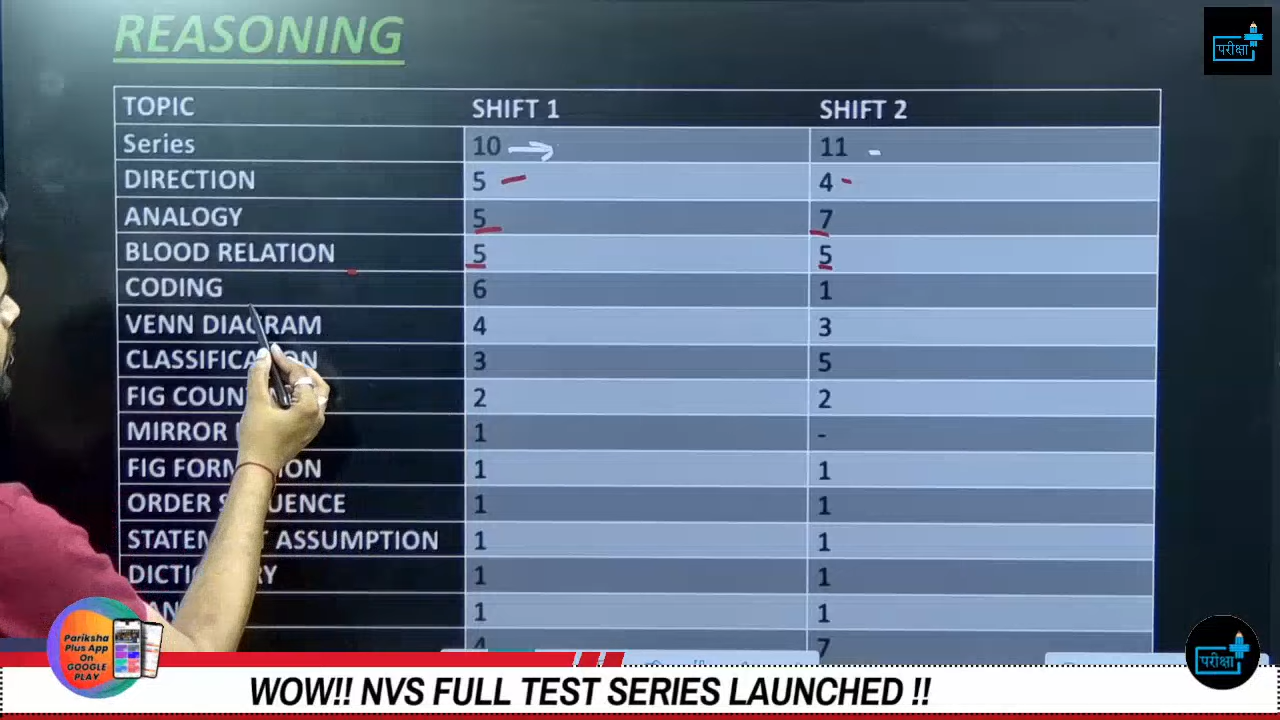 REASONING
परीक्षा
TOPIC SHIFT 1 SHIFT 2
Series 10 11
DIRECTION 5 4
ANALOGY 5 7
BLOOD RELATION 5 5
CODING 6 1
VENN DIAGRAM 4 3
CLASSIFICATION 3 5
FIG COUN 2 2
MIRROR 1 -
FIG FORMATION 1 1
ORDER SEQUENCE 1 1
STATEMENT ASSUMPTION 1 1
DICTIONARY 1 1
1 1
4 7
Pariksha
Plus App
On
GOOGLE
PLAY
परीक्षा
WOW!! NVS FULL TEST SERIES LAUNCHED !!